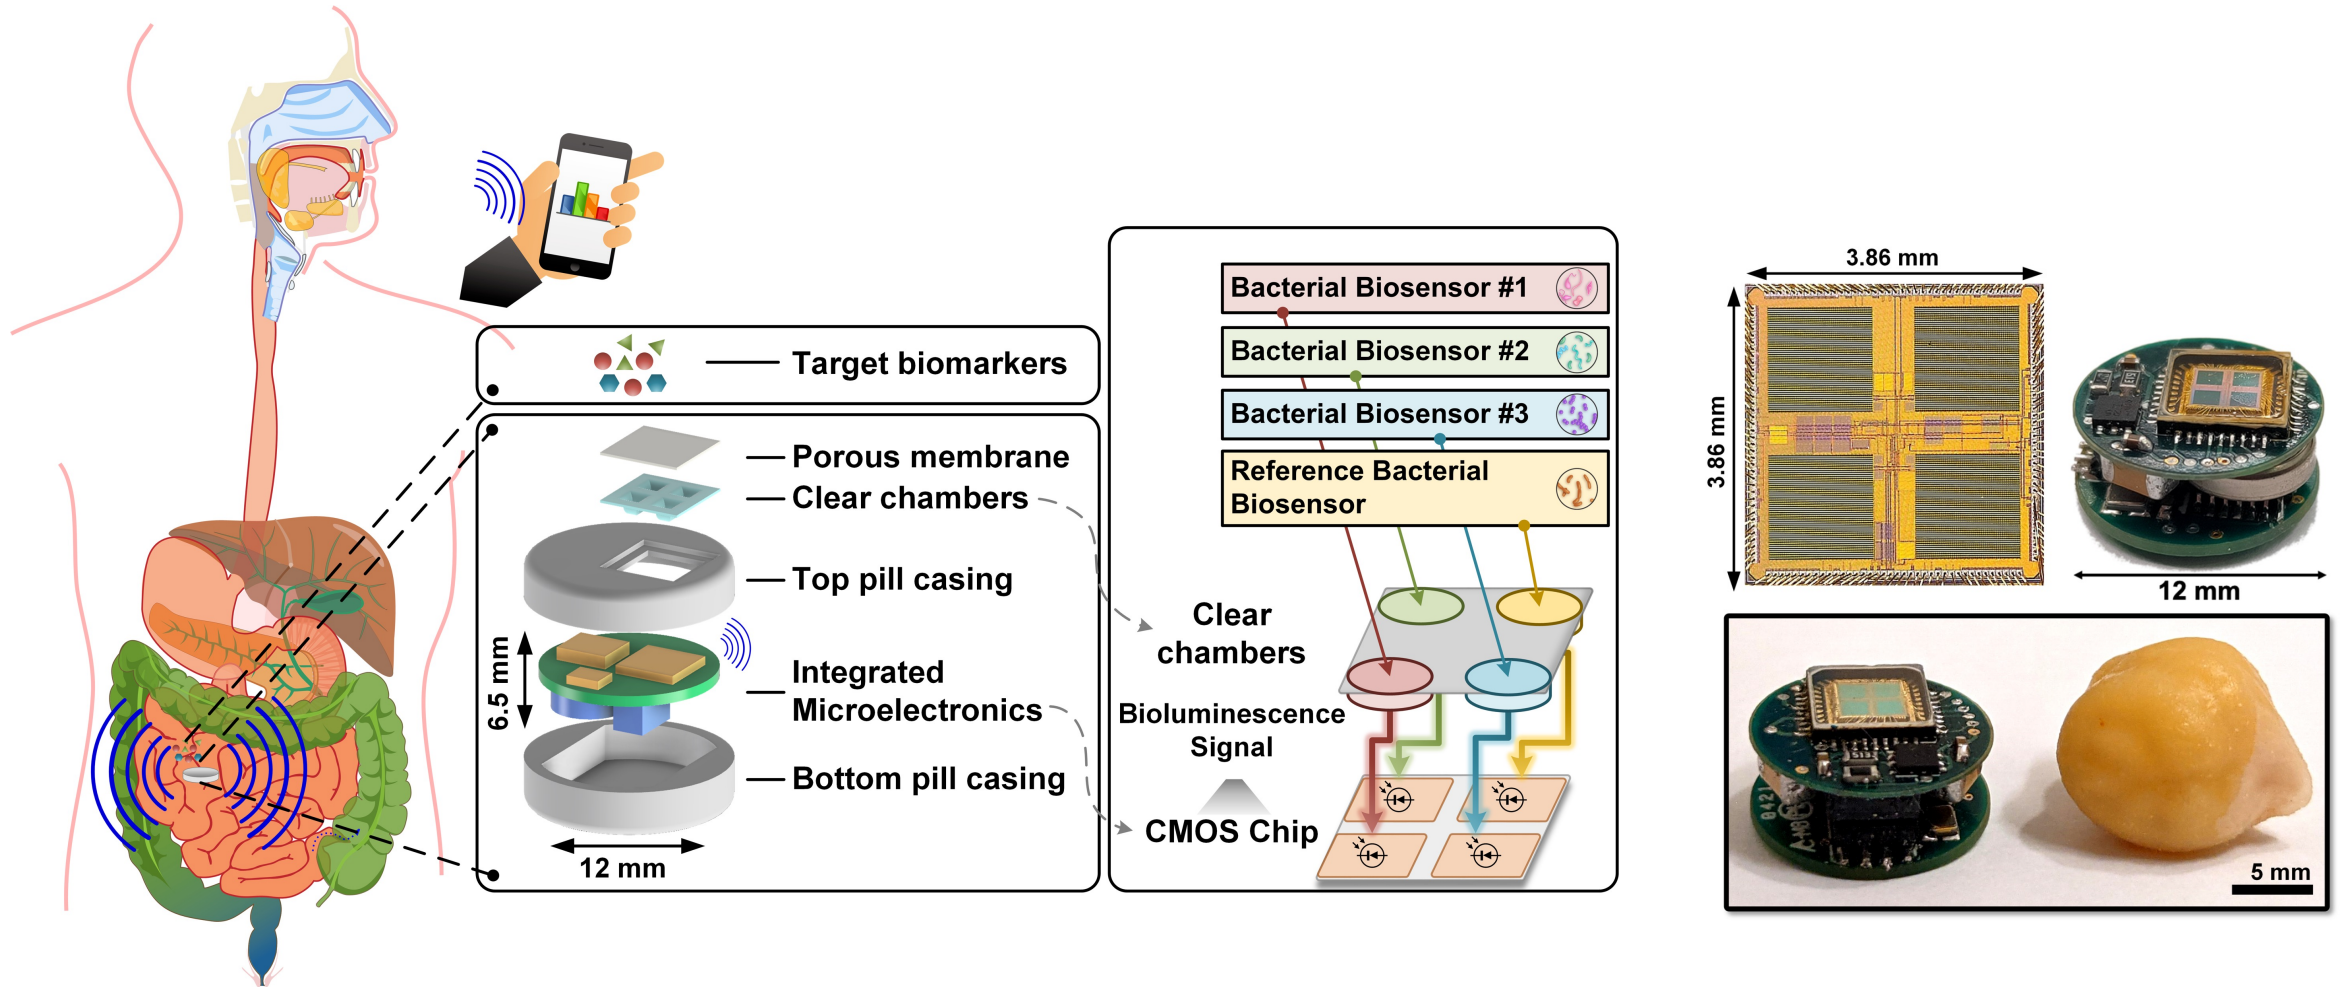 Target biomarkers
Porous membrane
Clear chambers
Top pill casing
6.5 mm
Integrated
Microelectronics
Bottom pill casing
12 mm
Bacterial Biosensor #1
Bacterial Biosensor #2
Bacterial Biosensor #3
Reference Bacterial
Biosensor
Clear
chambers
Bioluminescence
Signal
CMOS Chip
3.86 mm
3.86 mm
12 mm
5 mm